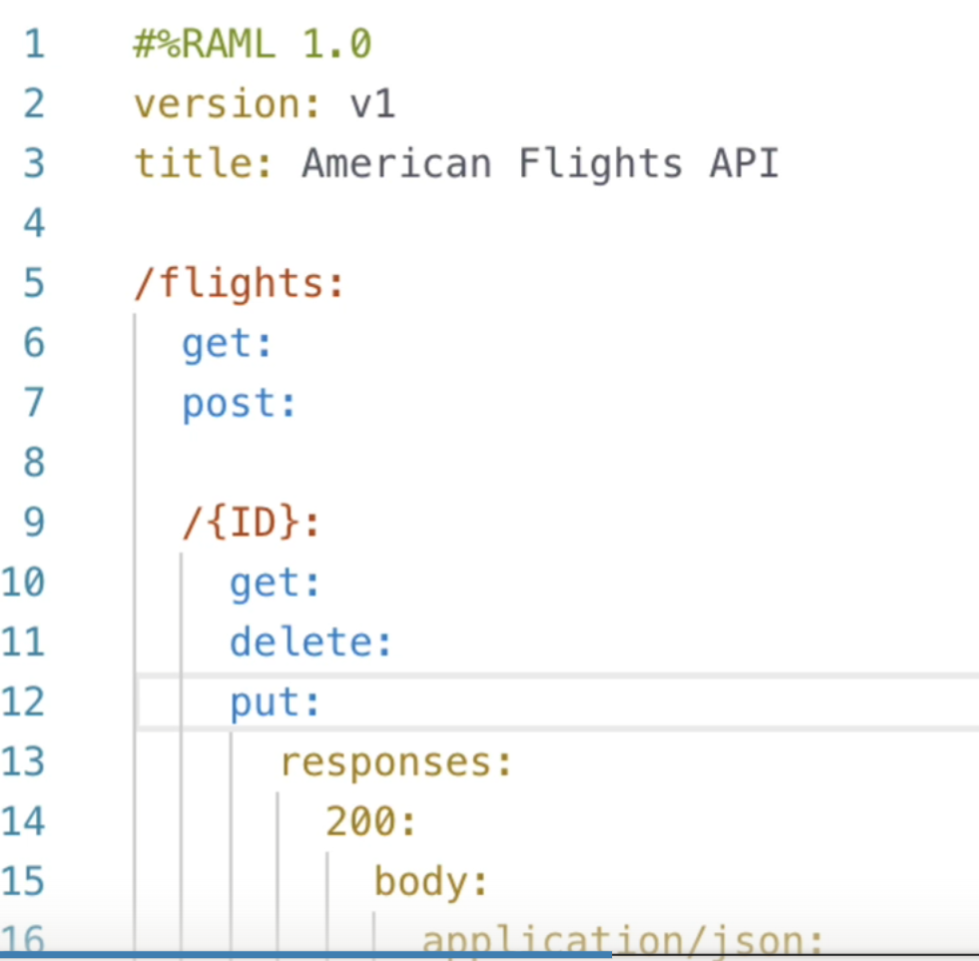 1 #%RAML 1.0
2 version: v1
3 title: American Flights API
4
5 /flights:
6 get:
7 post:
8
9 /{ID}:
10 get:
11 delete:
12 put:
13 responses:
14 200:
15 body:
16 application/json: